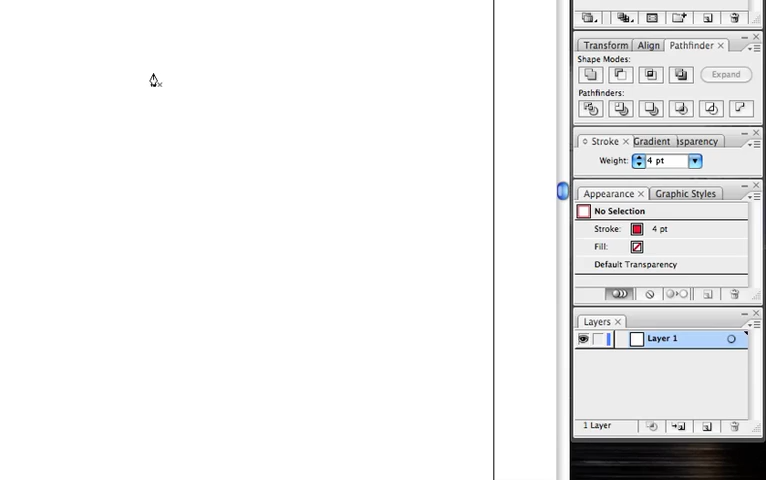 Transform Align Pathfinder
Shape Modes:
Expand
Pathfinders:
Stroke Gradient
Weight: 4 pt
Appearance Graphic Styles
No Selection
Stroke: 4 pt
Fill:
Default Transparency
Layers
Layer 1
1 Layer